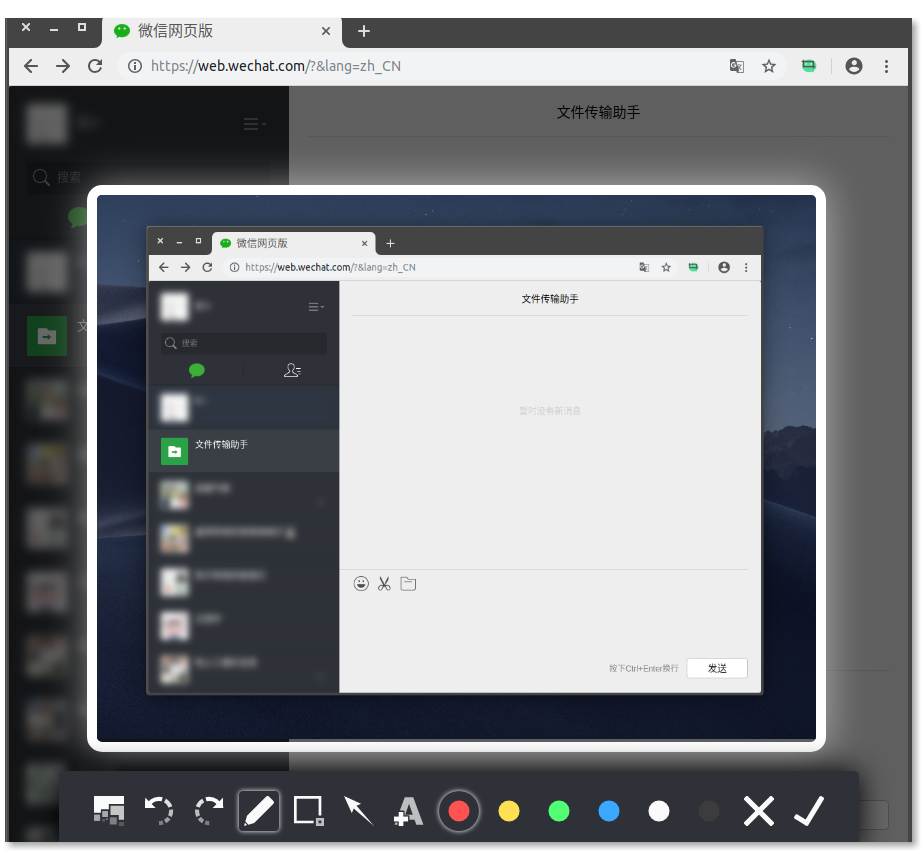 微信网页版
https://web.wechat.com/?&lang=zh_CN
文件传输助手
搜索
文
微信网页版
https://web.wechat.com/?&lang=zh_CN
文件传输助手
搜索
暂时没有新消息
文件传输助手
按下Ctrl+Enter换行
发送